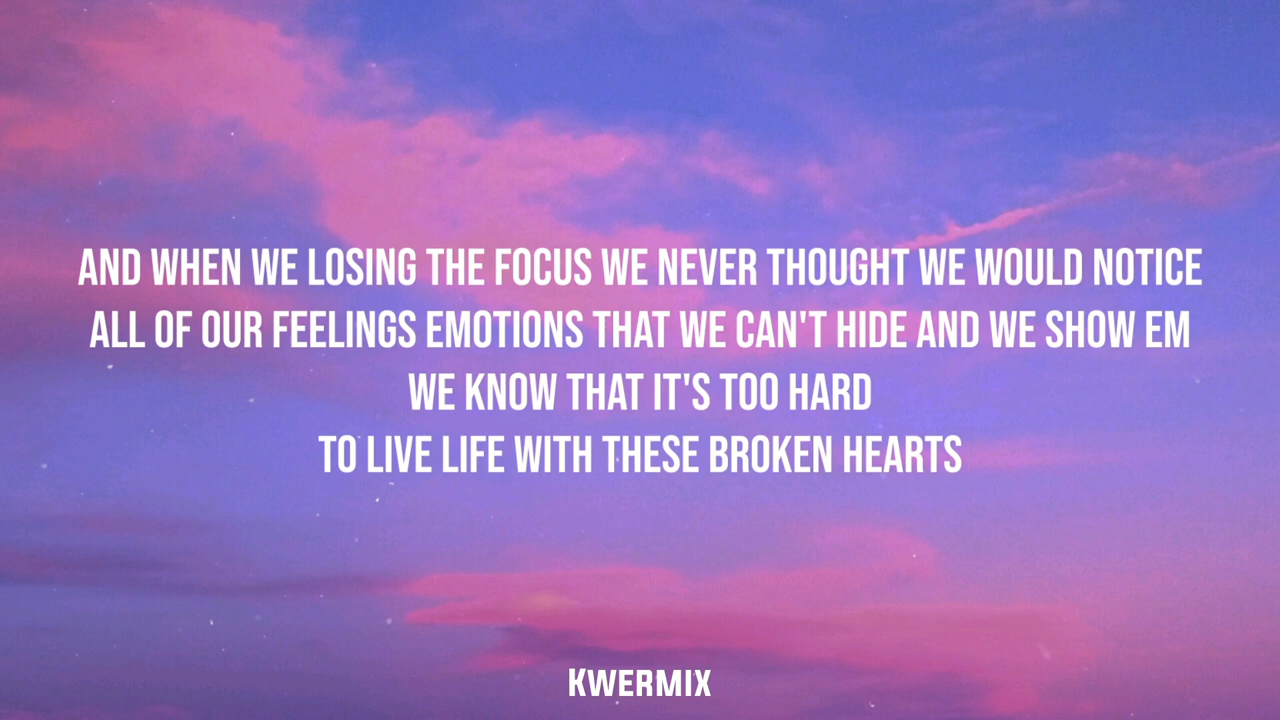 AND WHEN WE LOSING THE FOCUS WE NEVER THOUGHT WE WOULD NOTICE
ALL OF OUR FEELINGS EMOTIONS THAT WE CAN'T HIDE AND WE SHOW EM
WE KNOW THAT IT'S TOO HARD
TO LIVE LIFE WITH THESE BROKEN HEARTS
KWERMIX